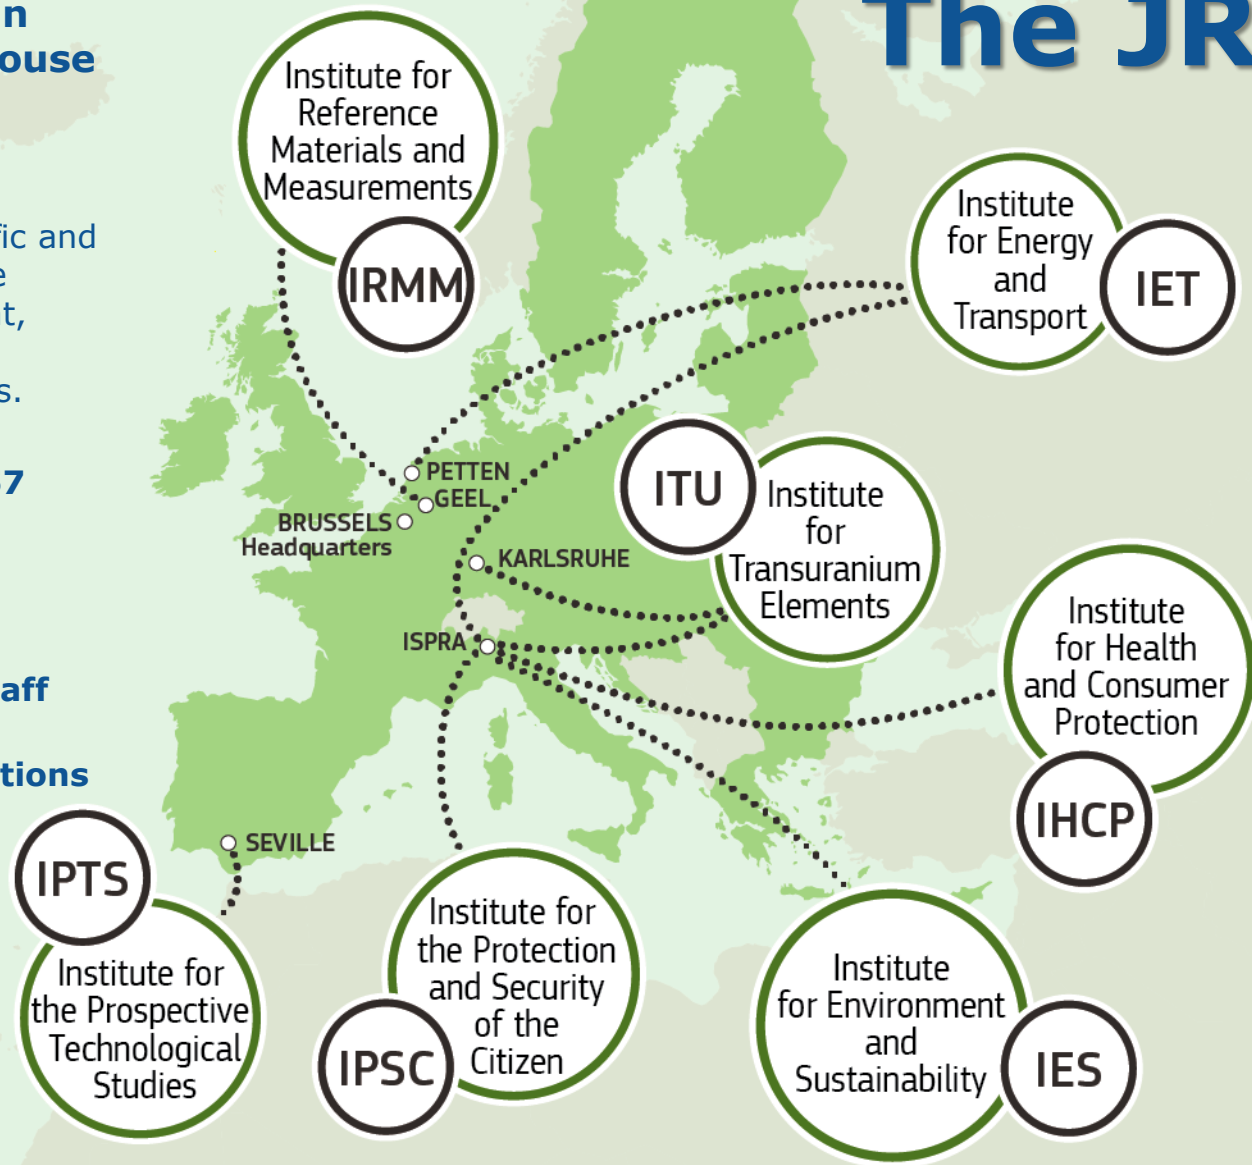 n
ouse
The JR
fic and
e
t,
s.
7
aff
tions
Institute for
Reference
Materials and
Measurements
IRMM
Institute
for Energy
and
Transport
IET
PETTEN
GEEL
BRUSSELS
Headquarters
KARLSRUHE
ISPRA
SEVILLE
ITU
Institute
for
Transuranium
Elements
Institute
for Health
and Consumer
Protection
IHCP
IPTS
Institute for
the Prospective
Technological
Studies
Institute for
the Protection
and Security
of the
Citizen
IPSC
Institute
for Environment
and
Sustainability
IES